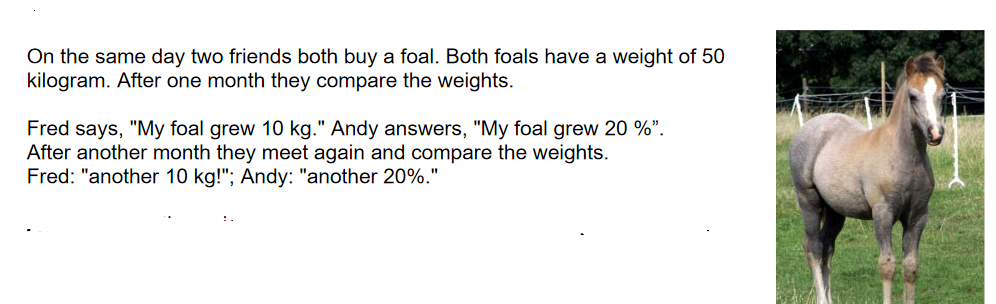 On the same day two friends both buy a foal. Both foals have a weight of 50
kilogram. After one month they compare the weights.
Fred says, "My foal grew 10 kg." Andy answers, "My foal grew 20 %”.
After another month they meet again and compare the weights.
Fred: "another 10 kg!"; Andy: "another 20%."